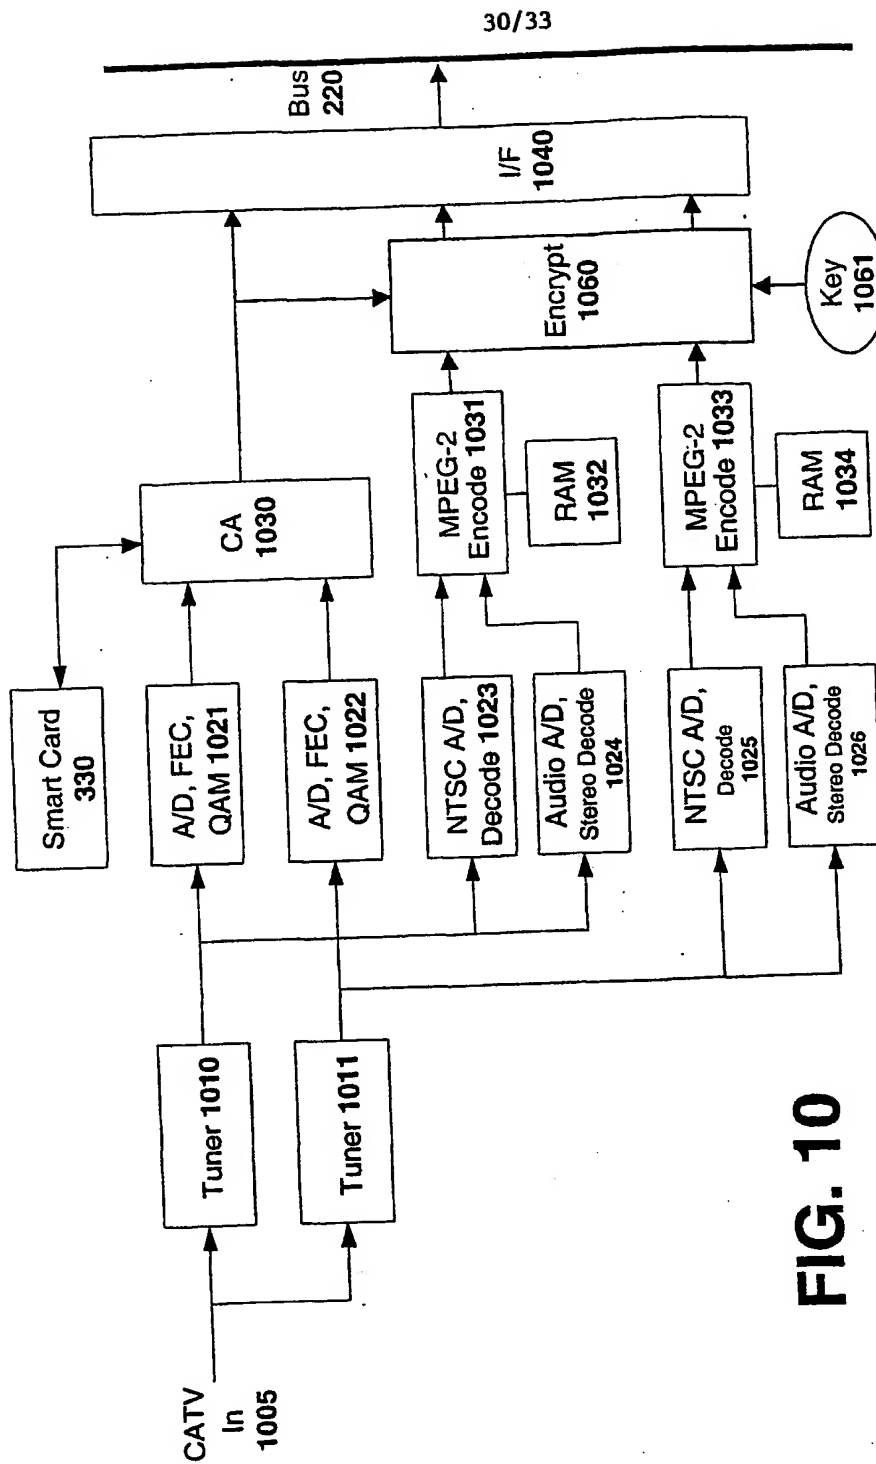 30/33
CATV
In
1005
Tuner 1010
Tuner 1011
Smart Card
330
A/D, FEC,
QAM 1021
A/D, FEC,
QAM 1022
NTSC A/D,
Decode 1023
Audio A/D,
Stereo Decode
1024
NTSC A/D,
Decode
1025
Audio A/D,
Stereo Decode
1026
CA
1030
MPEG-2
Encode 1031
RAM
1032
MPEG-2
Encode 1033
RAM
1034
Encrypt
1060
Key
1061
I/F
1040
Bus
220
FIG. 10